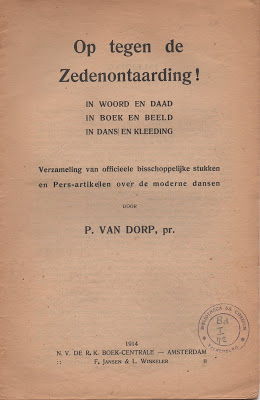 Op tegen de
Zedenontaarding!
IN WOORD EN DAAD
IN BOEK EN BEELD
IN DANS EN KLEEDING
Verzameling van officieele bisschoppelijke stukken
en Pers-artikelen over de moderne dansen
DOOR
P. VAN DORP, pr.
1914
N. V. DE R. K. BOEK-CENTRALE — AMSTERDAM
:: F. JANSEN & L. WINKELER